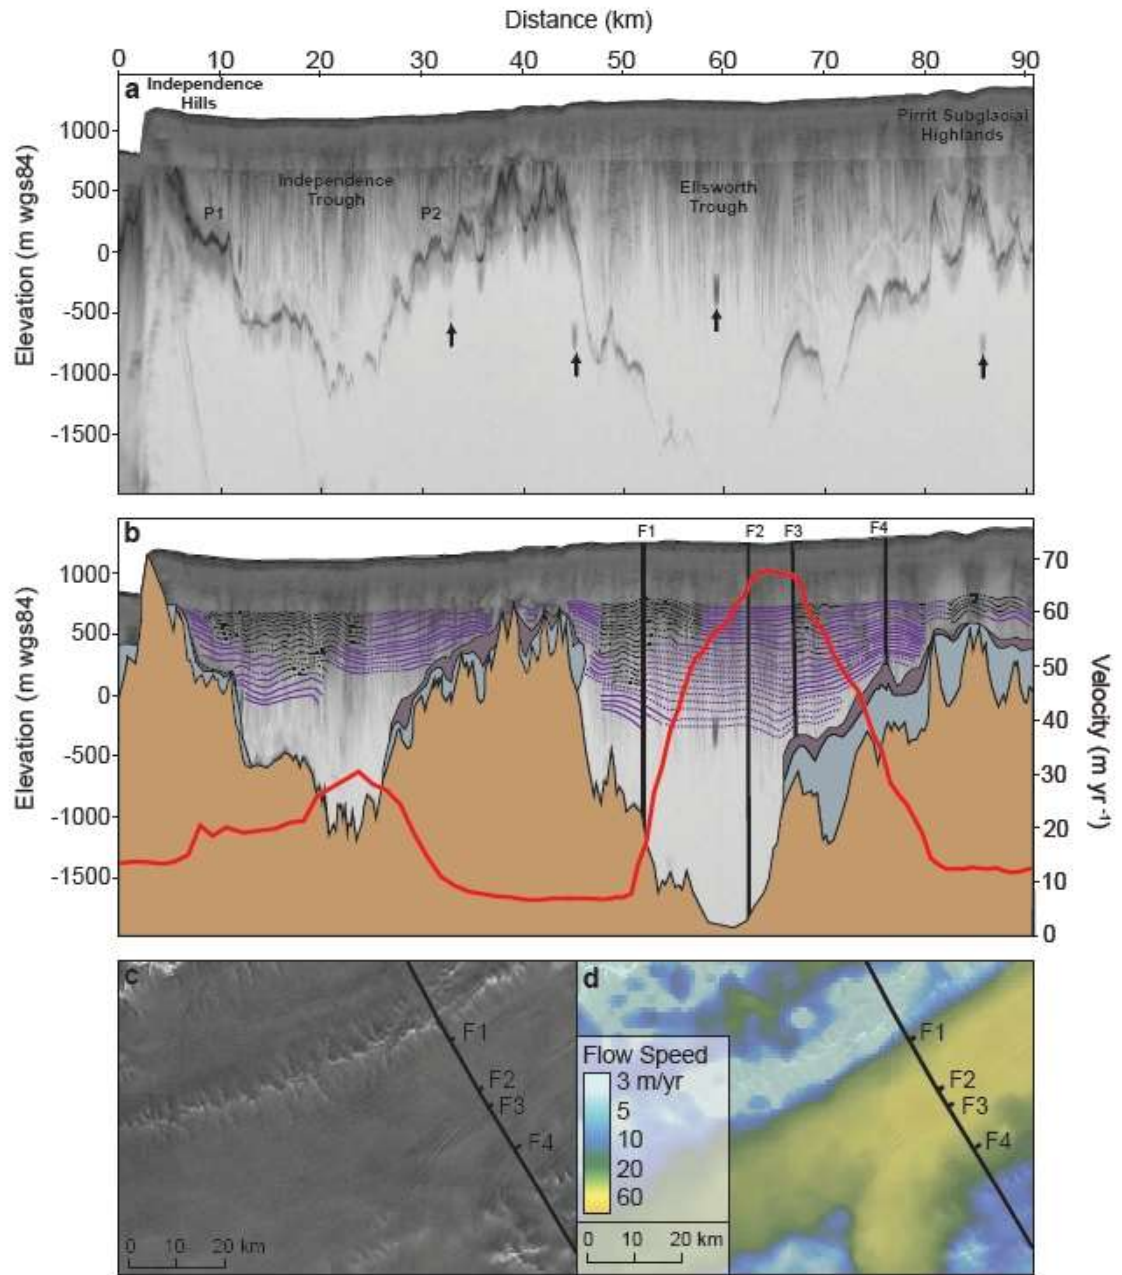 Distance (km)
0 10 20 30 40 50 60 70 80 90
a
Independence
Hills
Pirrit Subglacial
Highlands
Independence
Trough
Ellsworth
Trough
P1
P2
Elevation (m wgs84)
1000
500
0
-500
-1000
-1500
b
F1
F2
F3
F4
Elevation (m wgs84)
1000
500
0
-500
-1000
-1500
70
60
50
40
30
20
10
0
Velocity (m yr⁻¹)
c
F1
F2
F3
F4
0 10 20 km
d
F1
F2
F3
F4
Flow Speed
3 m/yr
5
10
20
60
0 10 20 km